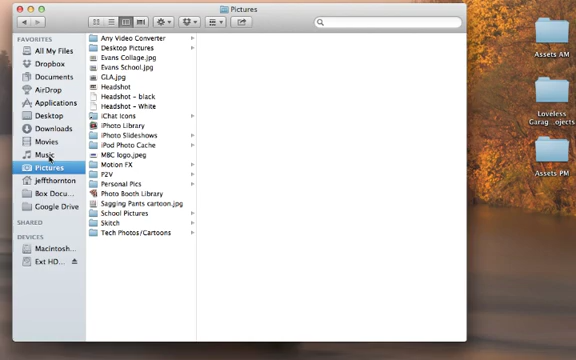 Pictures
FAVORITES
All My Files
Dropbox
Documents
AirDrop
Applications
Desktop
Downloads
Movies
Music
Pictures
jeffthornton
Box Docu...
Google Drive
SHARED
DEVICES
Macintosh...
Ext HD...
Any Video Converter
Desktop Pictures
Evans Collage.jpg
Evans School.jpg
GLA.jpg
Headshot
Headshot - black
Headshot - White
iChat Icons
iPhoto Library
iPhoto Slideshows
iPod Photo Cache
MBC logo.jpeg
Motion FX
P2V
Personal Pics
Photo Booth Library
Sagging Pants cartoon.jpg
School Pictures
Skitch
Tech Photos/Cartoons
Assets AM
Loveless
Garag...ojects
Assets PM